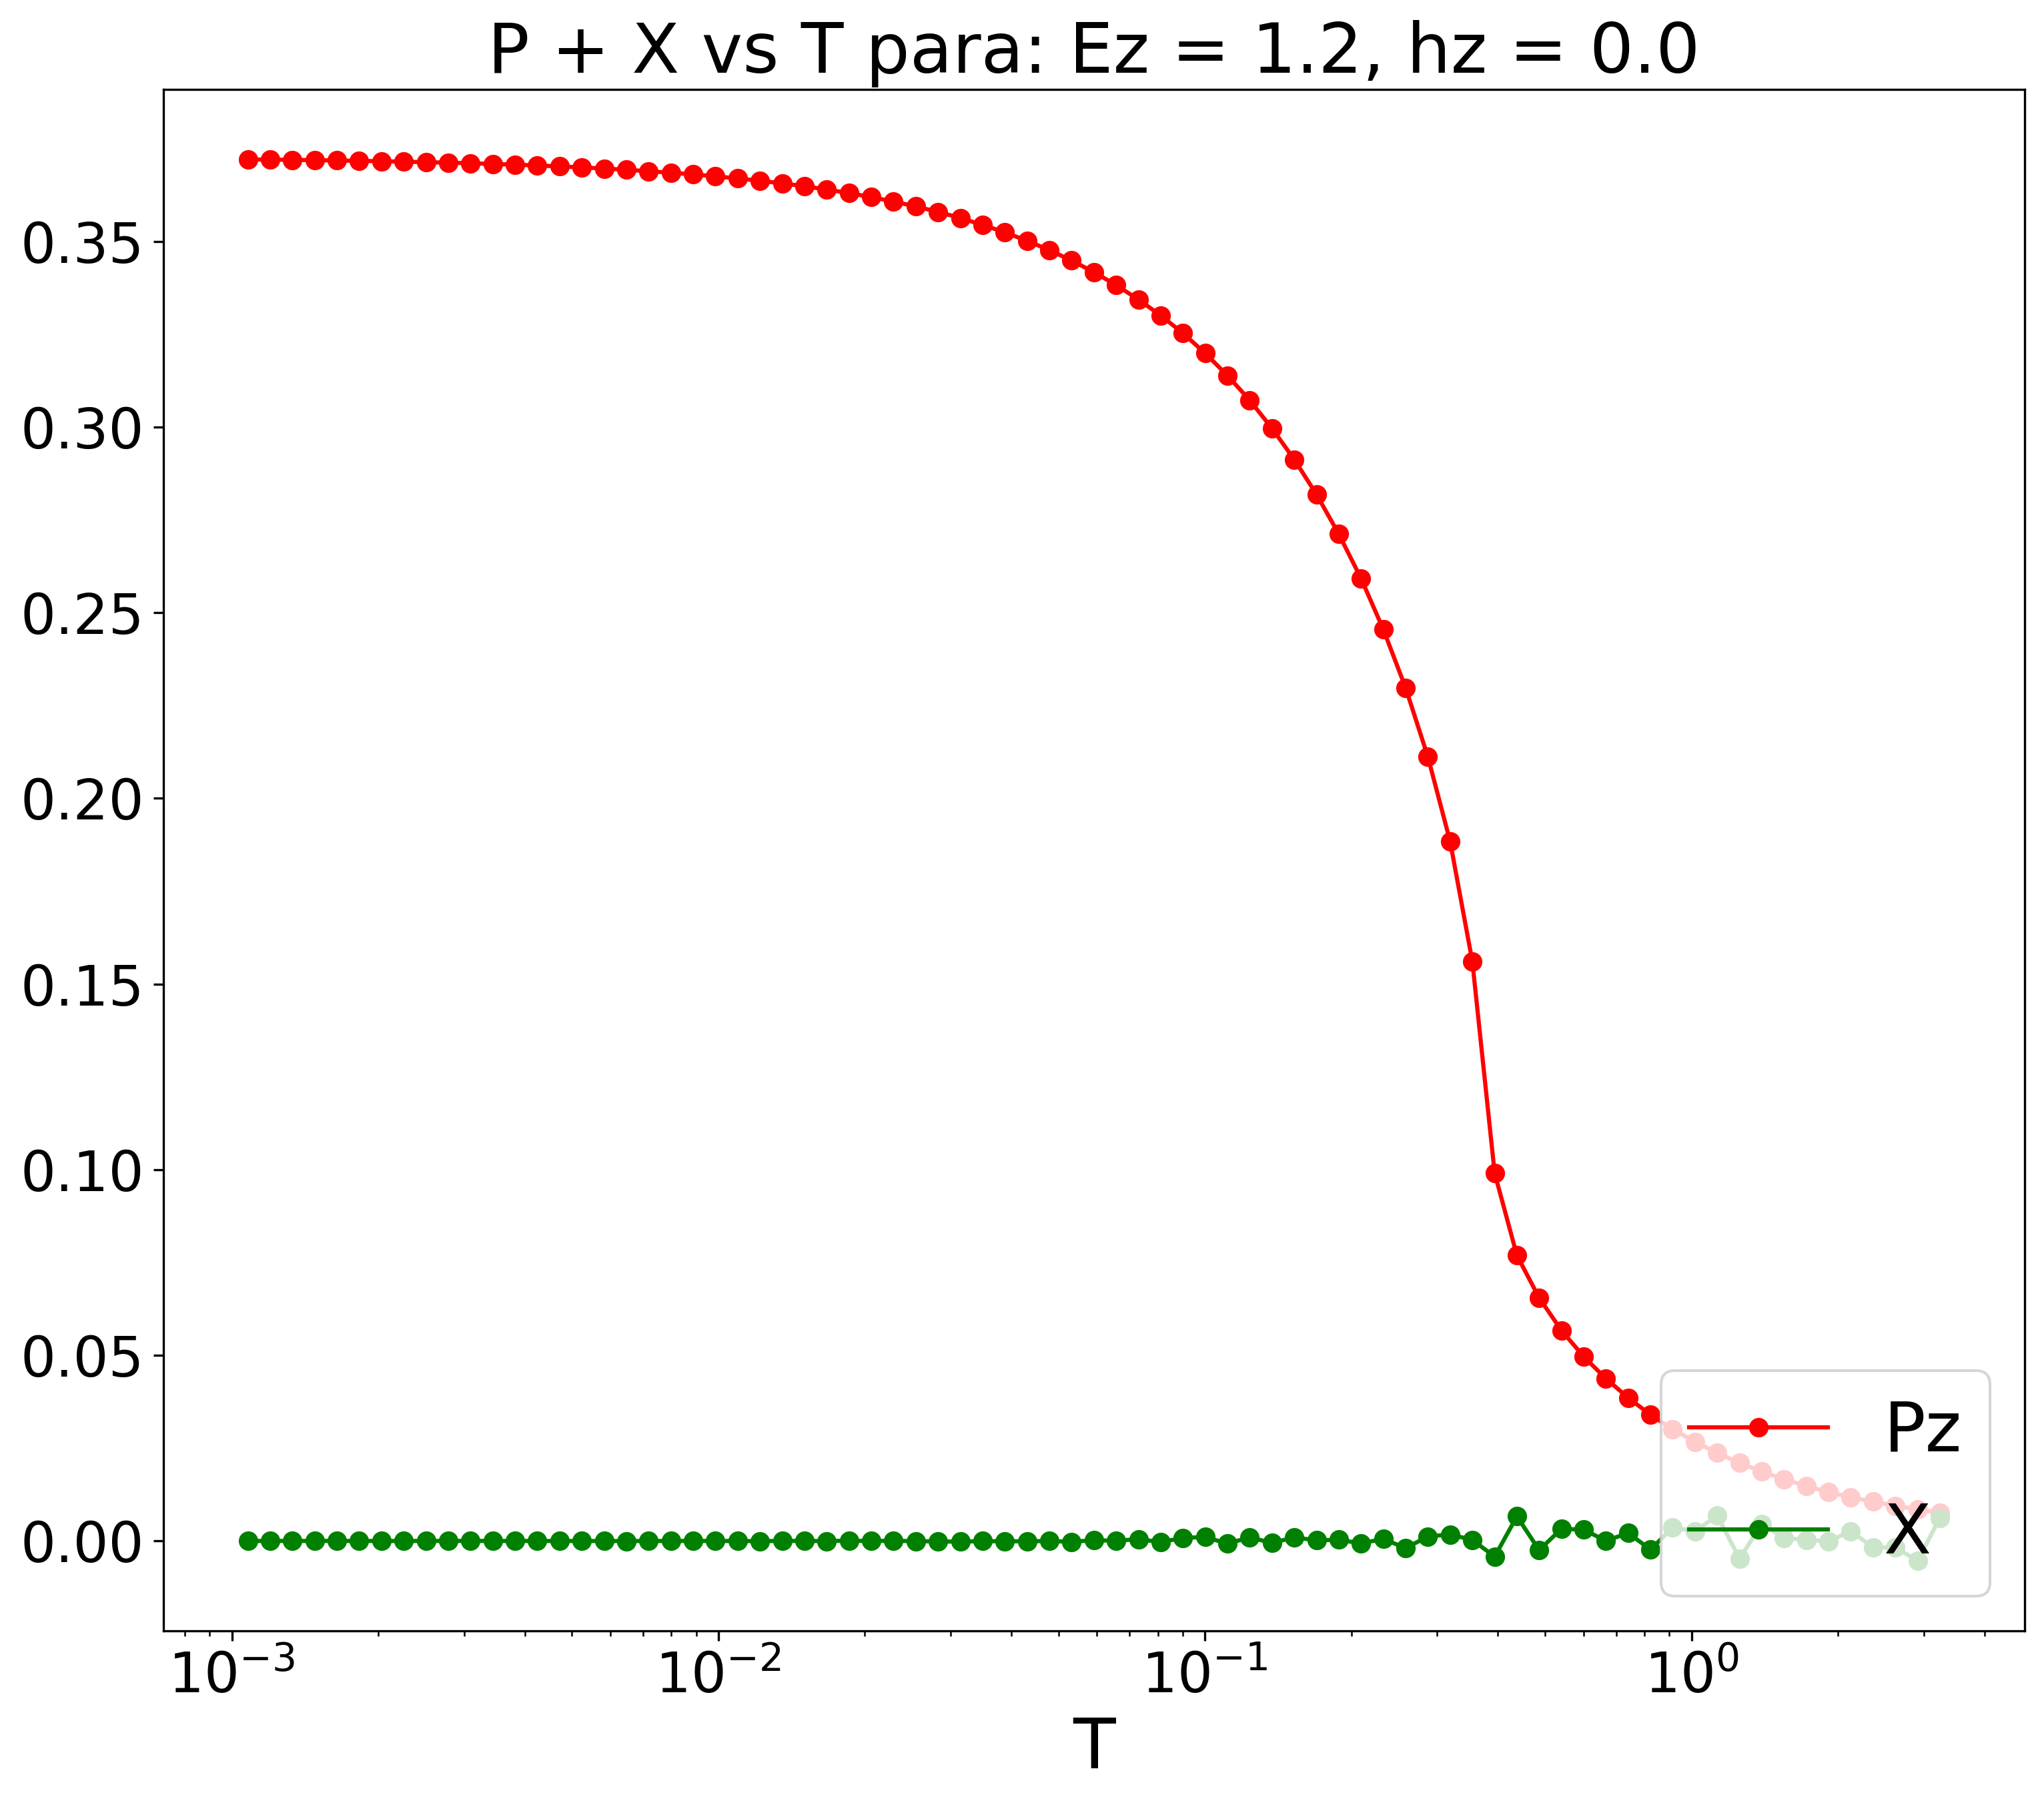 P + X vs T para: Ez = 1.2, hz = 0.0
0.35
0.30
0.25
0.20
0.15
0.10
0.05
0.00
Pz
X
10⁻³ 10⁻² 10⁻¹ 10⁰
T